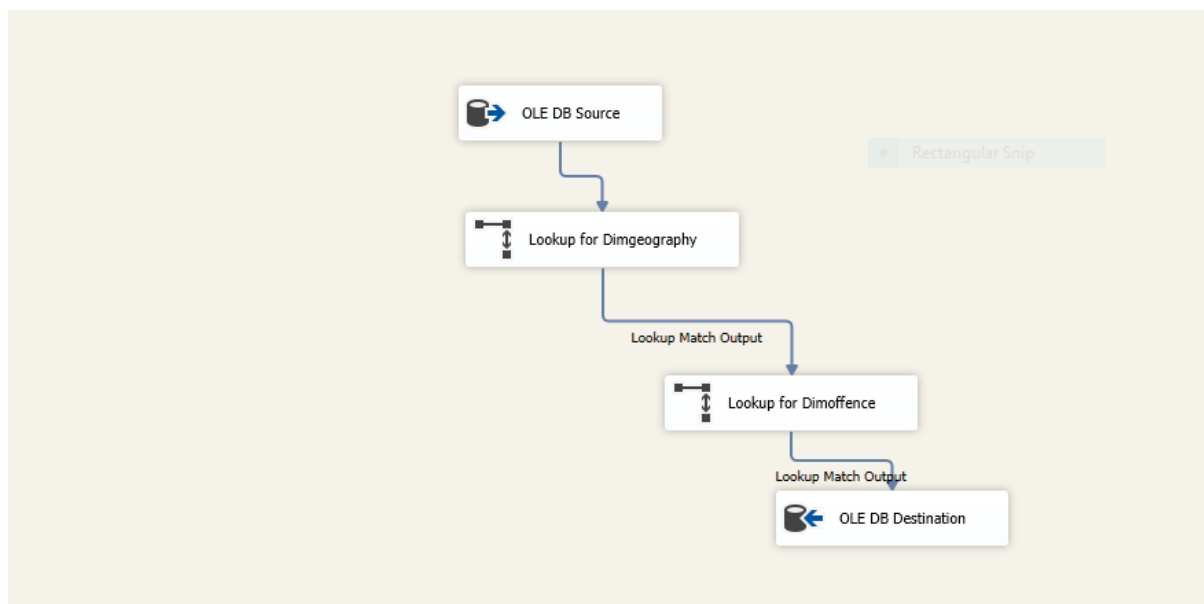 OLE DB Source
Rectangular Snip
Lookup for Dimgeography
Lookup Match Output
Lookup for Dimoffence
Lookup Match Output
OLE DB Destination